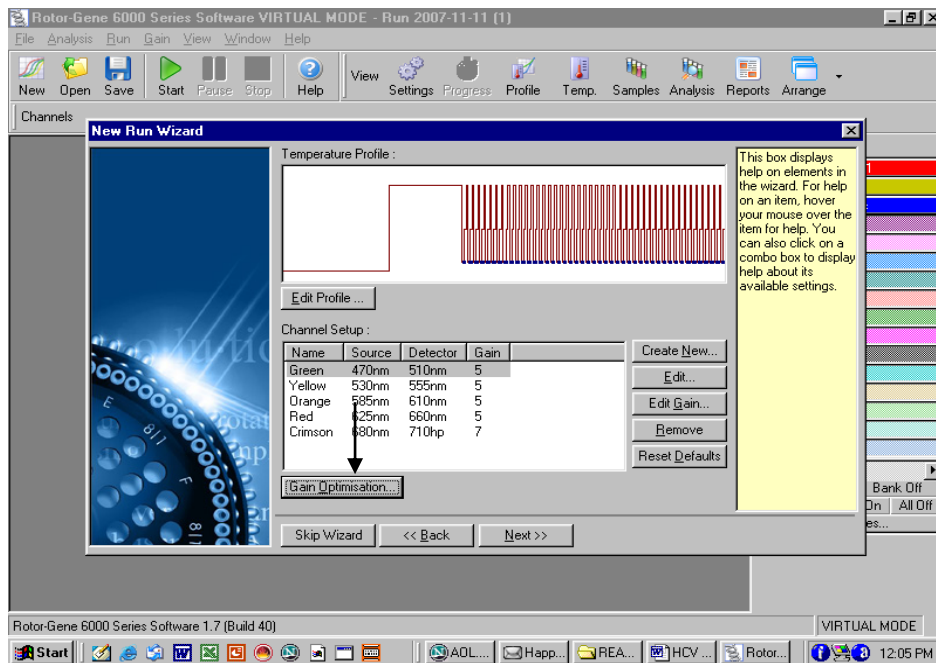 Rotor-Gene 6000 Series Software VIRTUAL MODE - Run 2007-11-11 (1)
File Analysis Run Gain View Window Help
New Open Save Start Pause Stop Help View Settings Progress Profile Temp. Samples Analysis Reports Arrange
Channels
New Run Wizard
Temperature Profile :
Edit Profile ...
Channel Setup :
Name Source Detector Gain
Green 470nm 510nm 5
Yellow 530nm 555nm 5
Orange 585nm 610nm 5
Red 625nm 660nm 5
Crimson 680nm 710hp 7
Create New...
Edit...
Edit Gain...
Remove
Reset Defaults
Gain Optimisation...
Skip Wizard << Back Next >>
This box displays
help on elements in
the wizard. For help
on an item, hover
your mouse over the
item for help. You
can also click on a
combo box to display
help about its
available settings.
Bank Off
On All Off
es...
Rotor-Gene 6000 Series Software 1.7 (Build 40) VIRTUAL MODE
Start AOL... Happ... REA... HCV ... Rotor... 12:05 PM